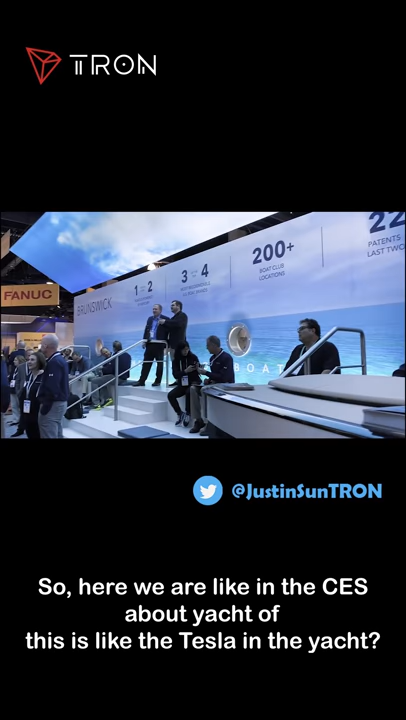 TRON
22
PATENTS
LAST TWO
200+
BOAT CLUB
LOCATIONS
3 4
1 2
BRUNSWICK
FANUC
BOAT
@JustinSunTRON
So, here we are like in the CES
about yacht of
this is like the Tesla in the yacht?